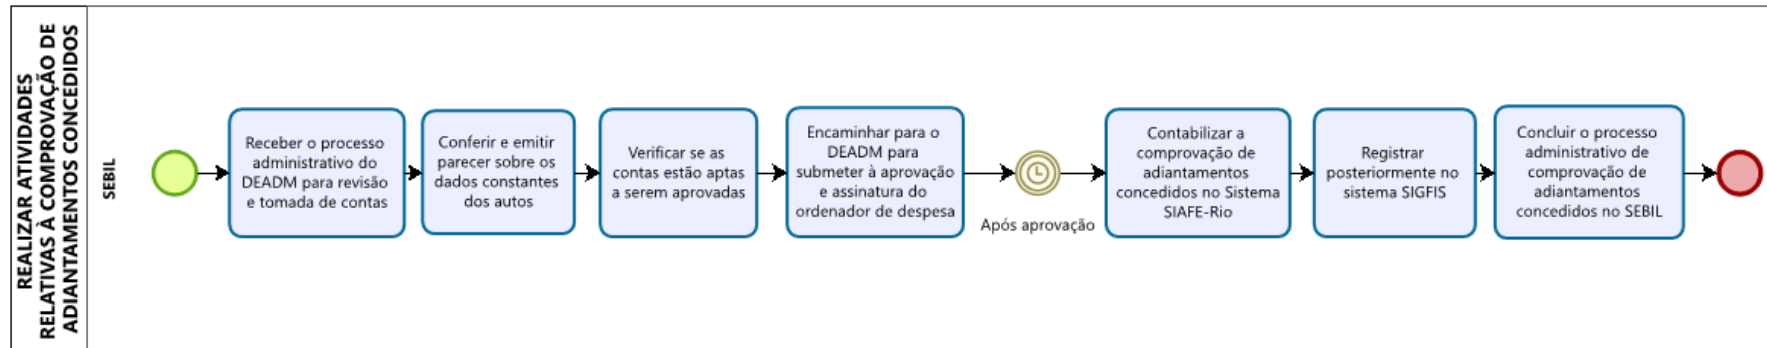 REALIZAR ATIVIDADES
RELATIVAS À COMPROVAÇÃO DE
ADIANTAMENTOS CONCEDIDOS
SEBIL
Receber o processo
administrativo do
DEADM para revisão
e tomada de contas
Conferir e emitir
parecer sobre os
dados constantes
dos autos
Verificar se as
contas estão aptas
a serem aprovadas
Encaminhar para o
DEADM para
submeter à aprovação
e assinatura do
ordenador de despesa
Após aprovação
Contabilizar a
comprovação de
adiantamentos
concedidos no Sistema
SIAFE-Rio
Registrar
posteriormente no
sistema SIGFIS
Concluir o processo
administrativo de
comprovação de
adiantamentos
concedidos no SEBIL